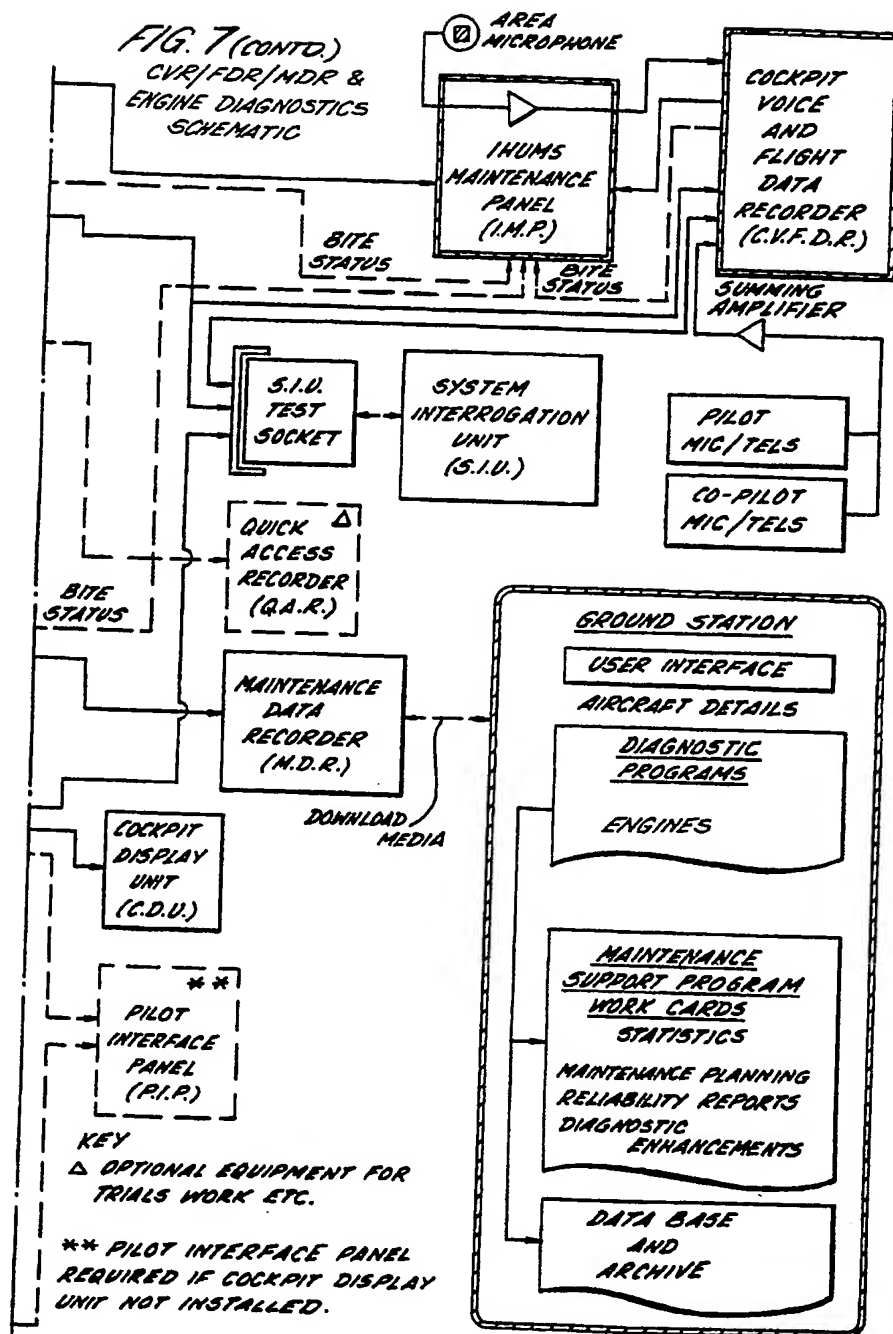 FIG. 7 (CONTD.)
CVR/FDR/MDR &
ENGINE DIAGNOSTICS
SCHEMATIC
AREA
MICROPHONE
IHUMS
MAINTENANCE
PANEL
(I.M.P.)
COCKPIT
VOICE
AND
FLIGHT
DATA
RECORDER
(C.V.F.D.R.)
BITE
STATUS
BITE
STATUS
SUMMING
AMPLIFIER
S.I.U.
TEST
SOCKET
SYSTEM
INTERROGATION
UNIT
(S.I.U.)
PILOT
MIC/TELS
CO-PILOT
MIC/TELS
QUICK Δ
ACCESS
RECORDER
(Q.A.R.)
BITE
STATUS
MAINTENANCE
DATA
RECORDER
(M.D.R.)
DOWNLOAD
MEDIA
COCKPIT
DISPLAY
UNIT
(C.D.U.)
**
PILOT
INTERFACE
PANEL
(P.I.P.)
GROUND STATION
USER INTERFACE
AIRCRAFT DETAILS
DIAGNOSTIC
PROGRAMS
ENGINES
MAINTENANCE
SUPPORT PROGRAM
WORK CARDS
STATISTICS
MAINTENANCE PLANNING
RELIABILITY REPORTS
DIAGNOSTIC
ENHANCEMENTS
DATA BASE
AND
ARCHIVE
KEY
Δ OPTIONAL EQUIPMENT FOR
TRIALS WORK ETC.
** PILOT INTERFACE PANEL
REQUIRED IF COCKPIT DISPLAY
UNIT NOT INSTALLED.